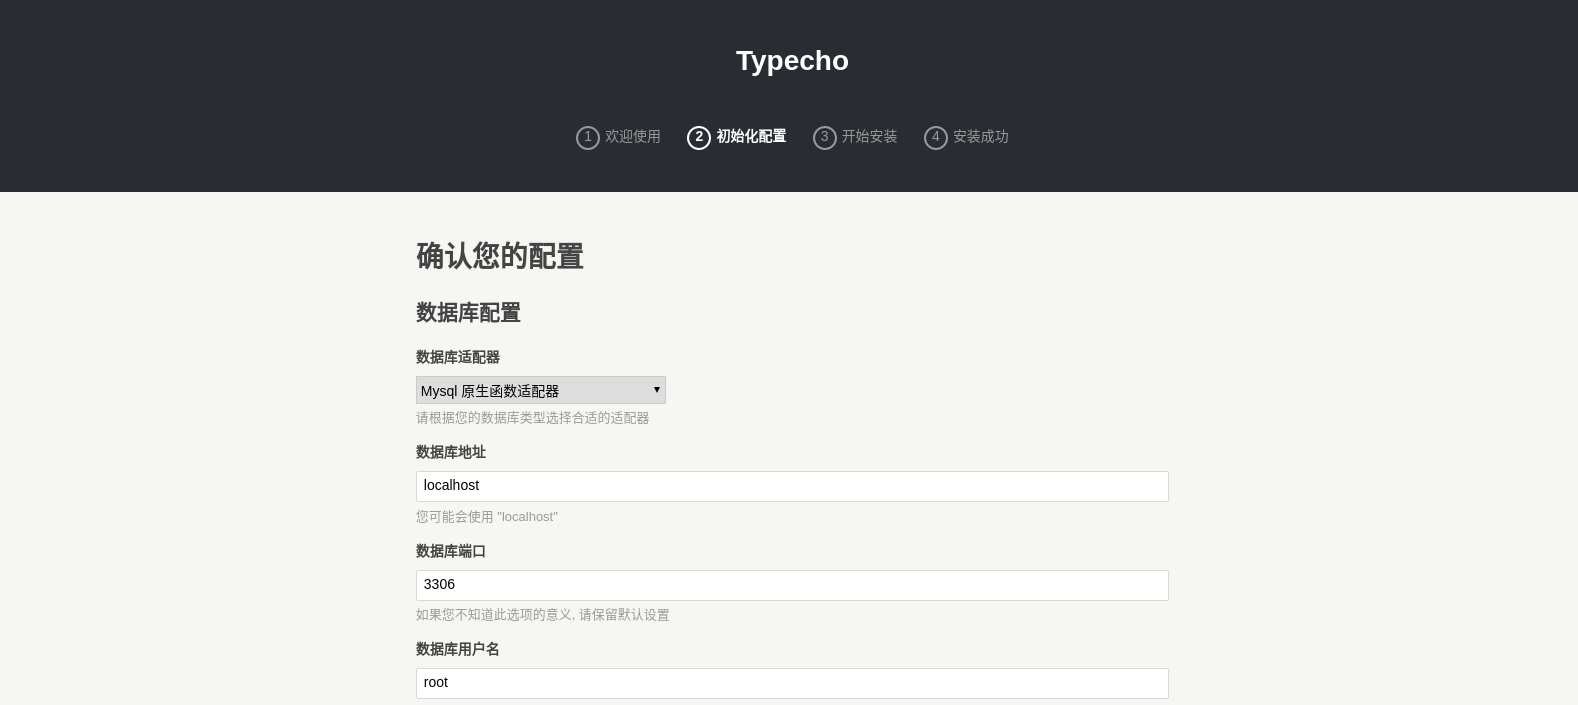 Typecho
1 欢迎使用 2 初始化配置 3 开始安装 4 安装成功
确认您的配置
数据库配置
数据库适配器
Mysql 原生函数适配器
请根据您的数据库类型选择合适的适配器
数据库地址
localhost
您可能会使用 "localhost"
数据库端口
3306
如果您不知道此选项的意义, 请保留默认设置
数据库用户名
root